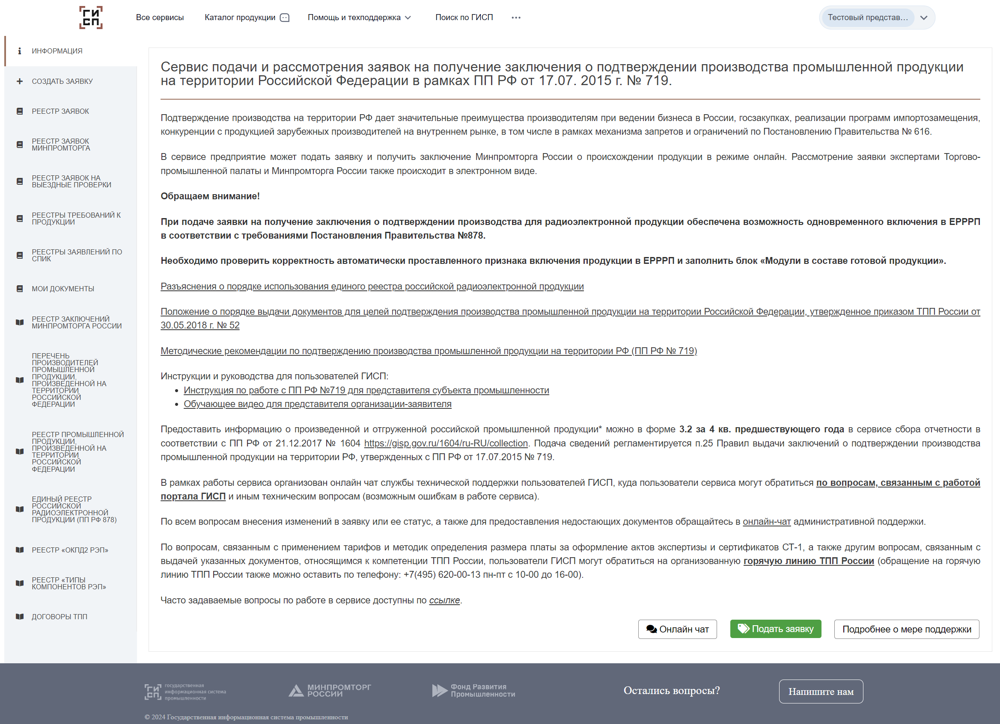 ГИСП
Все сервисы
Каталог продукции
Помощь и техподдержка
Поиск по ГИСП
Тестовый представ...
ИНФОРМАЦИЯ
СОЗДАТЬ ЗАЯВКУ
РЕЕСТР ЗАЯВОК
РЕЕСТР ЗАЯВОК
МИНПРОМТОРГА
РЕЕСТР ЗАЯВОК НА
ВЫЕЗДНЫЕ ПРОВЕРКИ
РЕЕСТРЫ ТРЕБОВАНИЙ К
ПРОДУКЦИИ
РЕЕСТРЫ ЗАЯВЛЕНИЙ ПО
СПИК
МОИ ДОКУМЕНТЫ
РЕЕСТР ЗАКЛЮЧЕНИЙ
МИНПРОМТОРГА РОССИИ
ПЕРЕЧЕНЬ
ПРОИЗВОДИТЕЛЕЙ
ПРОМЫШЛЕННОЙ
ПРОДУКЦИИ,
ПРОИЗВЕДЕННОЙ НА
ТЕРРИТОРИИ
РОССИЙСКОЙ
ФЕДЕРАЦИИ
РЕЕСТР ПРОМЫШЛЕННОЙ
ПРОДУКЦИИ,
ПРОИЗВЕДЕННОЙ НА
ТЕРРИТОРИИ
РОССИЙСКОЙ
ФЕДЕРАЦИИ
ЕДИНЫЙ РЕЕСТР
РОССИЙСКОЙ
РАДИОЭЛЕКТРОННОЙ
ПРОДУКЦИИ (ПП РФ 878)
РЕЕСТР «ОКПД2 РЭП»
РЕЕСТР «ТИПЫ
КОМПОНЕНТОВ РЭП»
ДОГОВОРЫ ТПП
Сервис подачи и рассмотрения заявок на получение заключения о подтверждении производства промышленной продукции
на территории Российской Федерации в рамках ПП РФ от 17.07. 2015 г. № 719.
Подтверждение производства на территории РФ дает значительные преимущества производителям при ведении бизнеса в России, госзакупках, реализации программ импортозамещения,
конкуренции с продукцией зарубежных производителей на внутреннем рынке, в том числе в рамках механизма запретов и ограничений по Постановлению Правительства № 616.
В сервисе предприятие может подать заявку и получить заключение Минпромторга России о происхождении продукции в режиме онлайн. Рассмотрение заявки экспертами Торгово-
промышленной палаты и Минпромторга России также происходит в электронном виде.
Обращаем внимание!
При подаче заявки на получение заключения о подтверждении производства для радиоэлектронной продукции обеспечена возможность одновременного включения в ЕРРРП
в соответствии с требованиями Постановления Правительства №878.
Необходимо проверить корректность автоматически проставленного признака включения продукции в ЕРРРП и заполнить блок «Модули в составе готовой продукции».
Разъяснения о порядке использования единого реестра российской радиоэлектронной продукции
Положение о порядке выдачи документов для целей подтверждения производства промышленной продукции на территории Российской Федерации, утвержденное приказом ТПП России от
30.05.2018 г. № 52
Методические рекомендации по подтверждению производства промышленной продукции на территории РФ (ПП РФ № 719)
Инструкции и руководства для пользователей ГИСП:
• Инструкция по работе с ПП РФ №719 для представителя субъекта промышленности
• Обучающее видео для представителя организации-заявителя
Предоставить информацию о произведенной и отгруженной российской промышленной продукции* можно в форме 3.2 за 4 кв. предшествующего года в сервисе сбора отчетности в
соответствии с ПП РФ от 21.12.2017 № 1604 https://gisp.gov.ru/1604/ru-RU/collection. Подача сведений регламентируется п.25 Правил выдачи заключений о подтверждении производства
промышленной продукции на территории РФ, утвержденных с ПП РФ от 17.07.2015 № 719.
В рамках работы сервиса организован онлайн чат службы технической поддержки пользователей ГИСП, куда пользователи сервиса могут обратиться по вопросам, связанным с работой
портала ГИСП и иным техническим вопросам (возможным ошибкам в работе сервиса).
По всем вопросам внесения изменений в заявку или ее статус, а также для предоставления недостающих документов обращайтесь в онлайн-чат административной поддержки.
По вопросам, связанным с применением тарифов и методик определения размера платы за оформление актов экспертизы и сертификатов СТ-1, а также другим вопросам, связанным с
выдачей указанных документов, относящимся к компетенции ТПП России, пользователи ГИСП могут обратиться на организованную горячую линию ТПП России (обращение на горячую
линию ТПП России также можно оставить по телефону: +7(495) 620-00-13 пн-пт с 10-00 до 16-00).
Часто задаваемые вопросы по работе в сервисе доступны по ссылке.
Онлайн чат
Подать заявку
Подробнее о мере поддержки
ГИСП
государственная
информационная система
промышленности
МИНПРОМТОРГ
РОССИИ
Фонд Развития
Промышленности
Остались вопросы?
Напишите нам
© 2024 Государственная информационная система промышленности